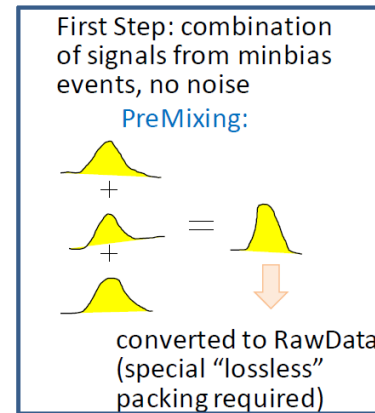 First Step: combination
of signals from minbias
events, no noise
PreMixing:
+
=
+
converted to RawData
(special “lossless”
packing required)